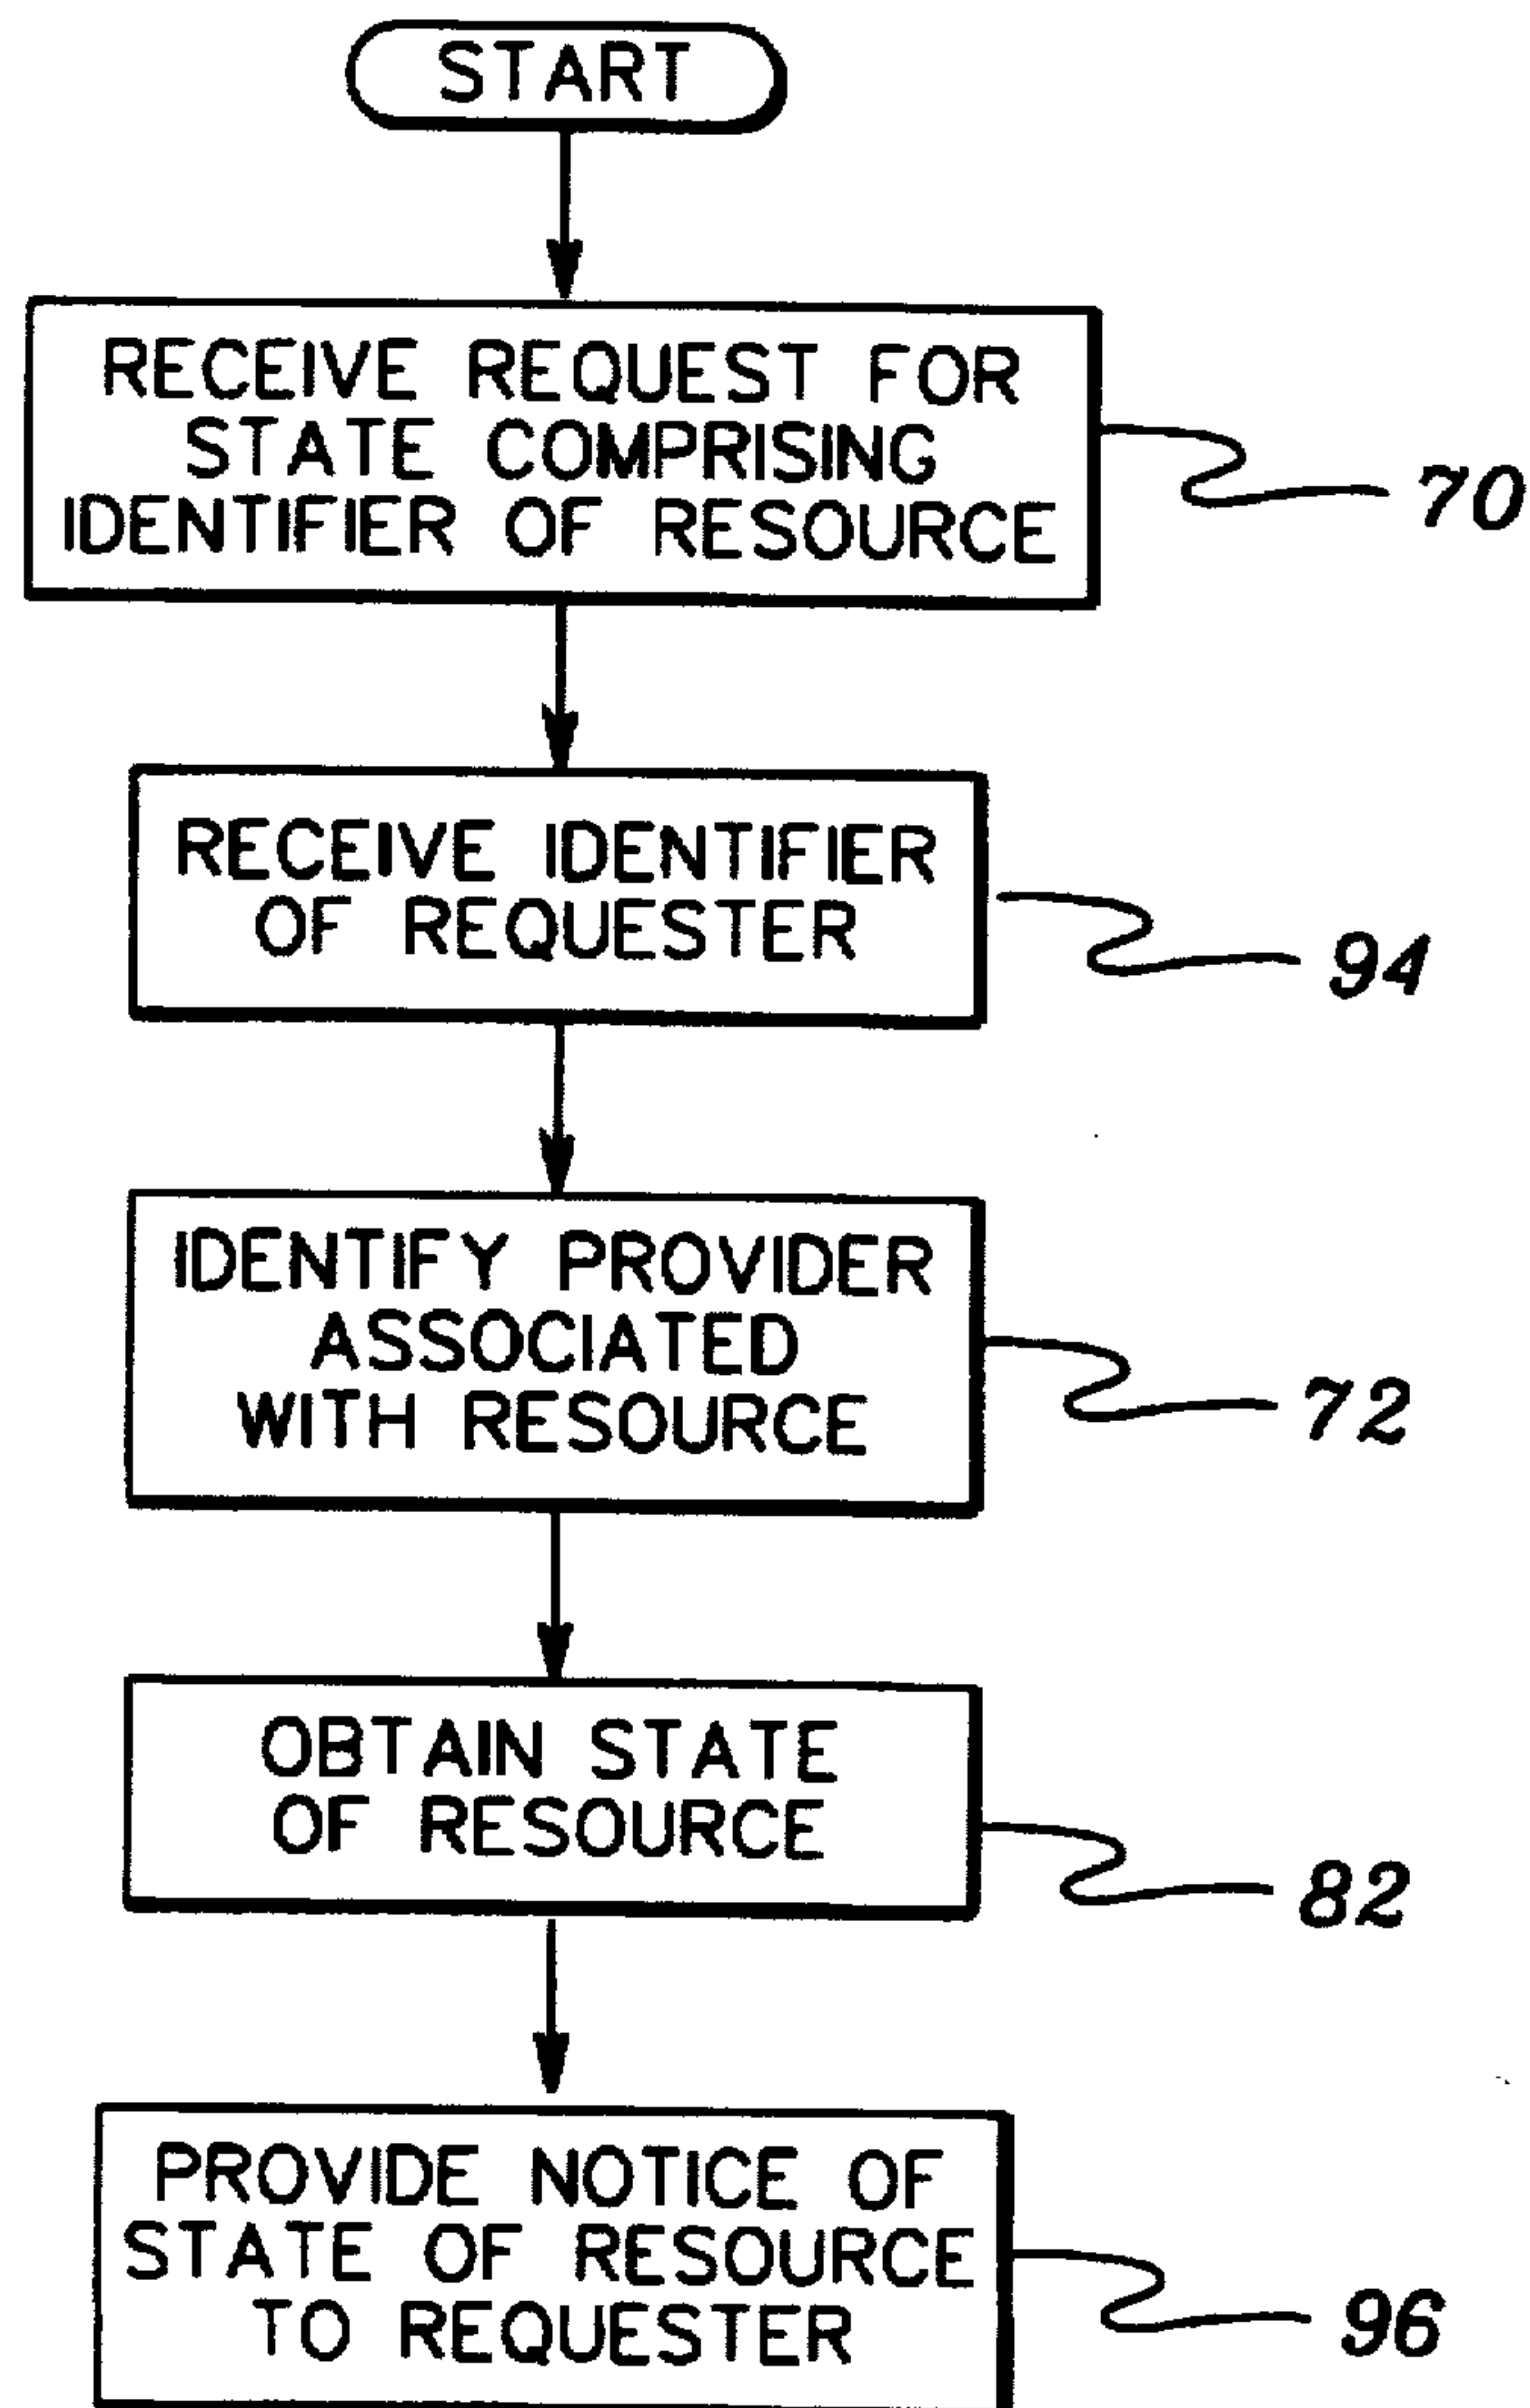 START
RECEIVE REQUEST FOR
STATE COMPRISING
IDENTIFIER OF RESOURCE
70
RECEIVE IDENTIFIER
OF REQUESTER
94
IDENTIFY PROVIDER
ASSOCIATED
WITH RESOURCE
72
OBTAIN STATE
OF RESOURCE
82
PROVIDE NOTICE OF
STATE OF RESOURCE
TO REQUESTER
96